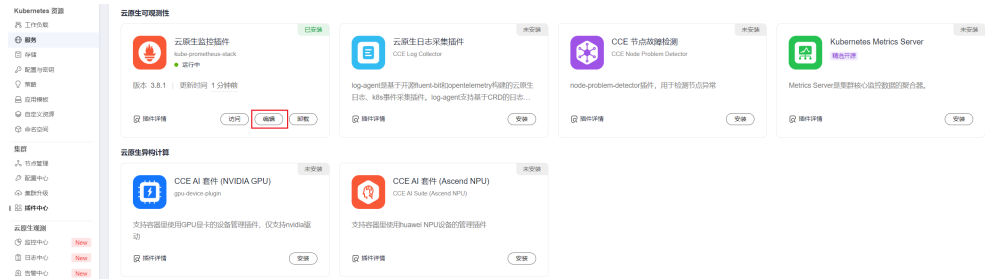 Kubernetes 资源
工作负载
服务
存储
配置与密钥
策略
应用模板
自定义资源
命名空间
集群
节点管理
配置中心
集群升级
插件中心
云原生观测
监控中心 New
日志中心 New
告警中心 New
云原生可观测性
已安装
云原生监控插件
kube-prometheus-stack
运行中
版本 3.8.1 | 更新时间 1 分钟前
插件详情 访问 编辑 卸载
未安装
云原生日志采集插件
CCE Log Collector
log-agent是基于开源fluent-bit和opentelemetry构建的云原生
日志、k8s事件采集插件。log-agent支持基于CRD的日志...
插件详情 安装
未安装
CCE 节点故障检测
CCE Node Problem Detector
node-problem-detector插件，用于检测节点异常
插件详情 安装
未安装
Kubernetes Metrics Server
精选开源
Metrics Server是集群核心监控数据的聚合器。
插件详情 安装
云原生异构计算
未安装
CCE AI 套件 (NVIDIA GPU)
gpu-device-plugin
支持容器里使用GPU显卡的设备管理插件，仅支持nvidia驱
动
插件详情 安装
未安装
CCE AI 套件 (Ascend NPU)
CCE AI Suite (Ascend NPU)
支持容器里使用huawei NPU设备的管理插件
插件详情 安装